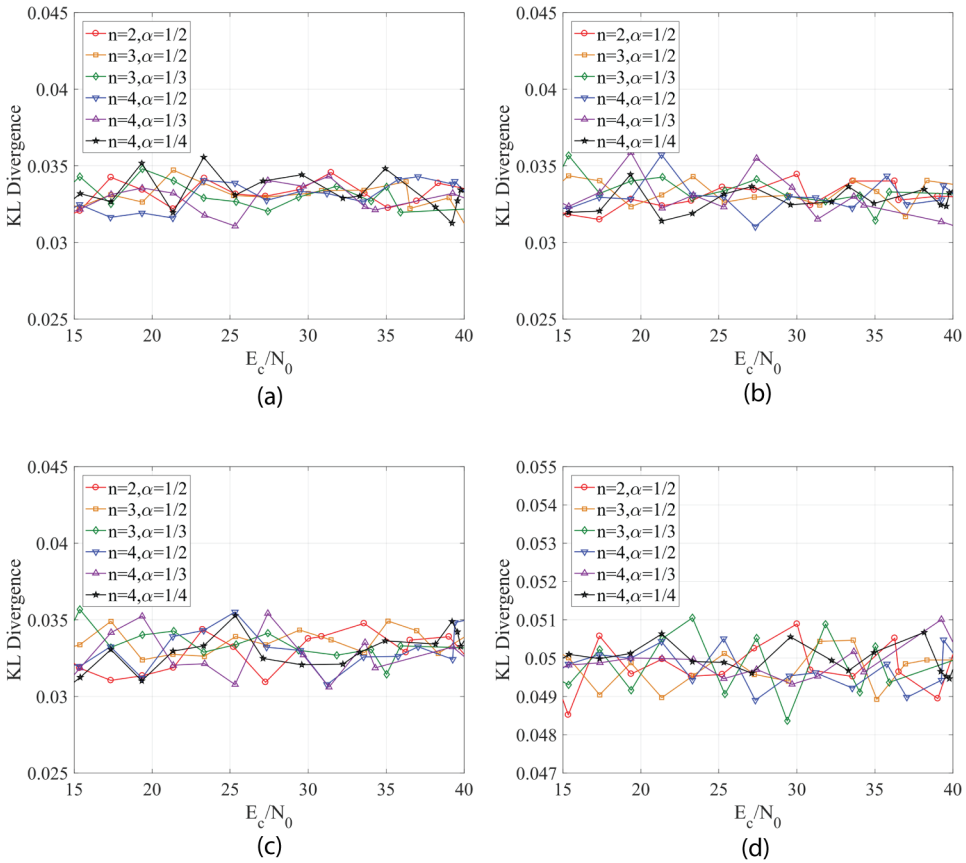 0.045
0.04
0.035
0.03
0.025
KL Divergence
n=2,α=1/2
n=3,α=1/2
n=3,α=1/3
n=4,α=1/2
n=4,α=1/3
n=4,α=1/4
15 20 25 30 35 40
E_c/N_0
(a)
0.045
0.04
0.035
0.03
0.025
KL Divergence
n=2,α=1/2
n=3,α=1/2
n=3,α=1/3
n=4,α=1/2
n=4,α=1/3
n=4,α=1/4
15 20 25 30 35 40
E_c/N_0
(b)
0.045
0.04
0.035
0.03
0.025
KL Divergence
n=2,α=1/2
n=3,α=1/2
n=3,α=1/3
n=4,α=1/2
n=4,α=1/3
n=4,α=1/4
15 20 25 30 35 40
E_c/N_0
(c)
0.055
0.054
0.053
0.052
0.051
0.05
0.049
0.048
0.047
KL Divergence
n=2,α=1/2
n=3,α=1/2
n=3,α=1/3
n=4,α=1/2
n=4,α=1/3
n=4,α=1/4
15 20 25 30 35 40
E_c/N_0
(d)